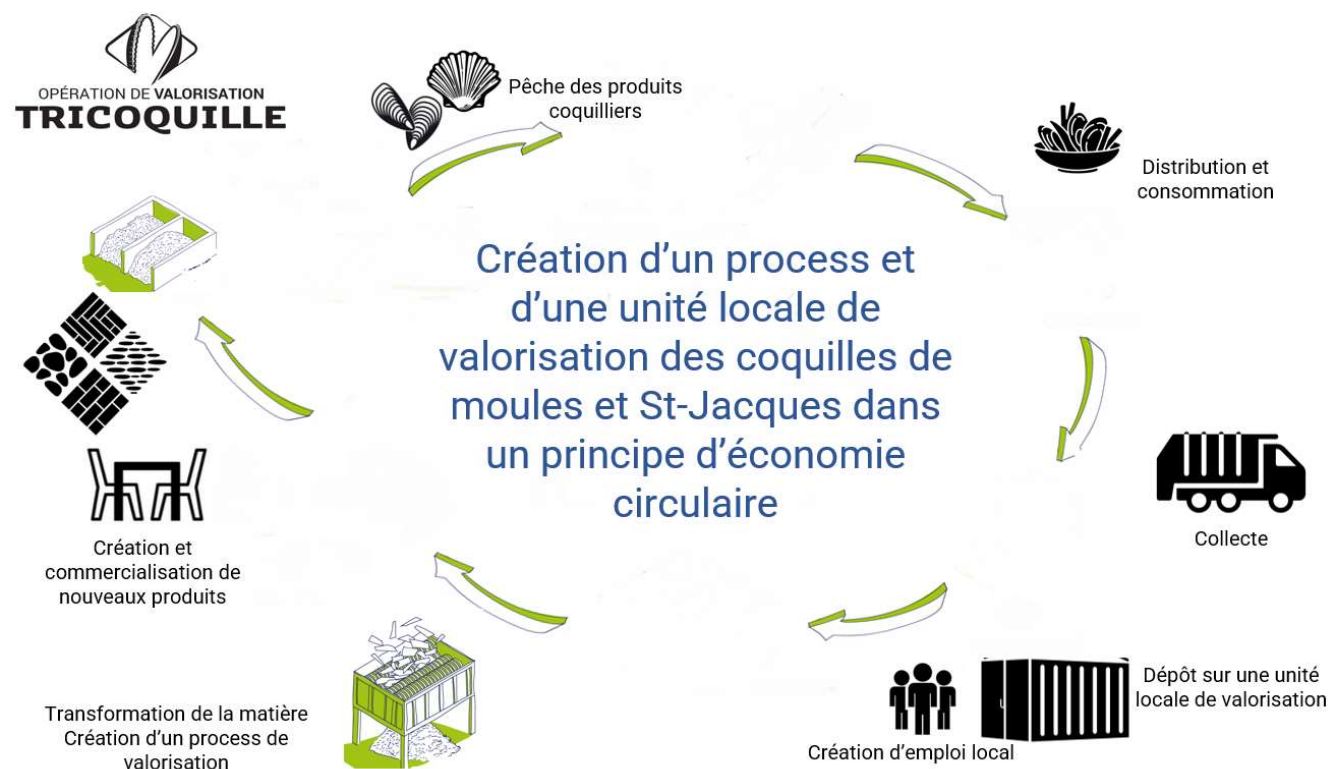 OPÉRATION DE VALORISATION
TRICOQUILLE
Pêche des produits
coquilliers
Distribution et
consommation
Création d'un process et
d'une unité locale de
valorisation des coquilles de
moules et St-Jacques dans
un principe d'économie
circulaire
Collecte
Création et
commercialisation de
nouveaux produits
Dépôt sur une unité
locale de valorisation
Création d'emploi local
Transformation de la matière
Création d'un process de
valorisation